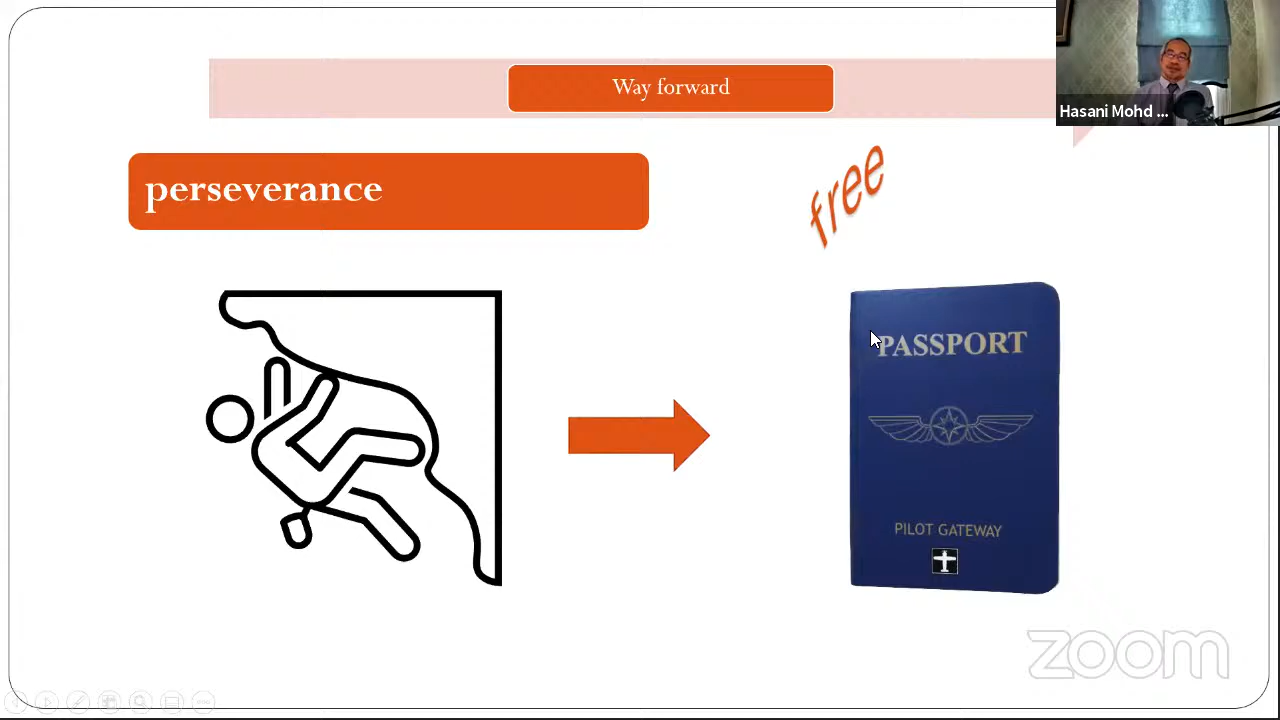 Way forward
Hasani Mohd ...
perseverance
free
PASSPORT
PILOT GATEWAY
zoom